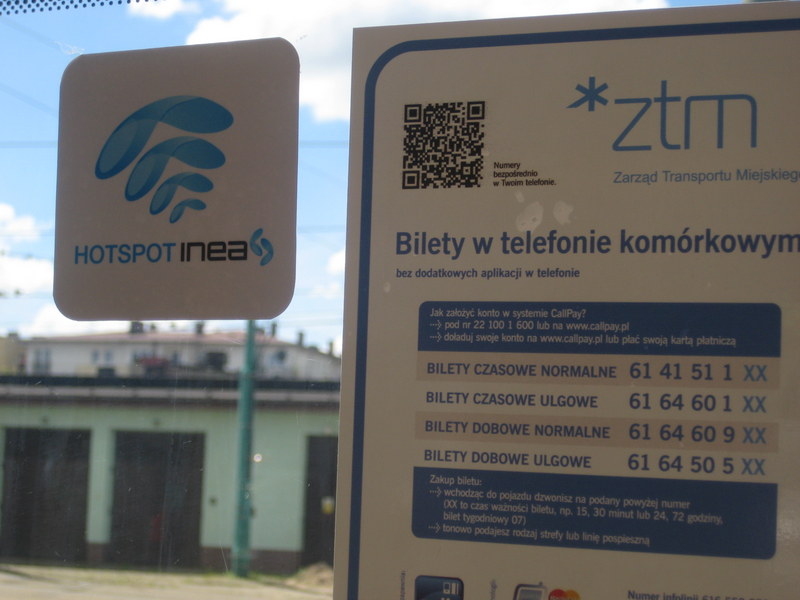 HOTSPOT inea
*ztm
Zarząd Transportu Miejskiego
Numery
bezpośrednio
w Twoim telefonie.
Bilety w telefonie komórkowym
bez dodatkowych aplikacji w telefonie
Jak założyć konto w systemie CallPay?
--> pod nr 22 100 1 600 lub na www.callpay.pl
--> doładuj swoje konto na www.callpay.pl lub płać swoją kartą płatniczą
BILETY CZASOWE NORMALNE 61 41 51 1 XX
BILETY CZASOWE ULGOWE 61 64 60 1 XX
BILETY DOBOWE NORMALNE 61 64 60 9 XX
BILETY DOBOWE ULGOWE 61 64 50 5 XX
Zakup biletu:
--> wchodząc do pojazdu dzwonisz na podany powyżej numer
(XX to czas ważności biletu, np. 15, 30 minut lub 24, 72 godziny,
bilet tygodniowy 07)
--> tonowo podajesz rodzaj strefy lub linię pospieszną
Numer infolinii